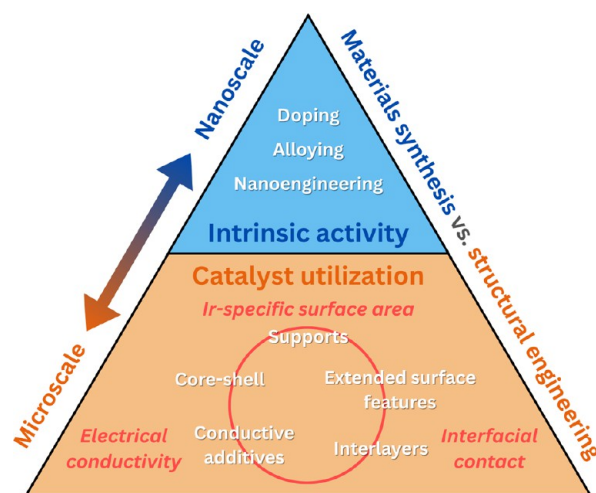 Nanoscale
Microscale
Materials synthesis vs. structural engineering
Doping
Alloying
Nanoengineering
Intrinsic activity
Catalyst utilization
Ir-specific surface area
Supports
Core-shell
Extended surface
features
Conductive
additives
Interlayers
Electrical
conductivity
Interfacial
contact